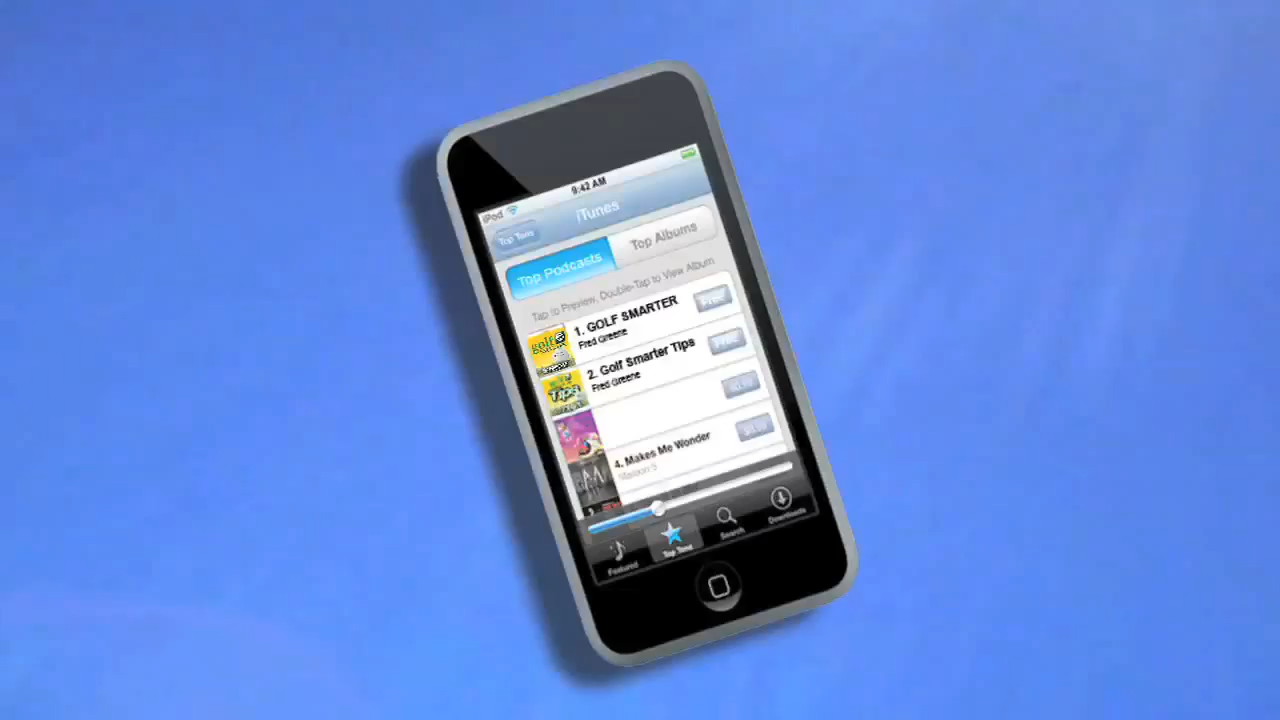 9:42 AM
iPod
iTunes
Top Tens
Top Podcasts
Top Albums
Tap to Preview, Double-Tap to View Album
1. GOLF SMARTER
Free
Fred Greene
2. Golf Smarter Tips
Free
Fred Greene
4. Makes Me Wonder
Maroon 5
Featured
Top Tens
Search
Downloads